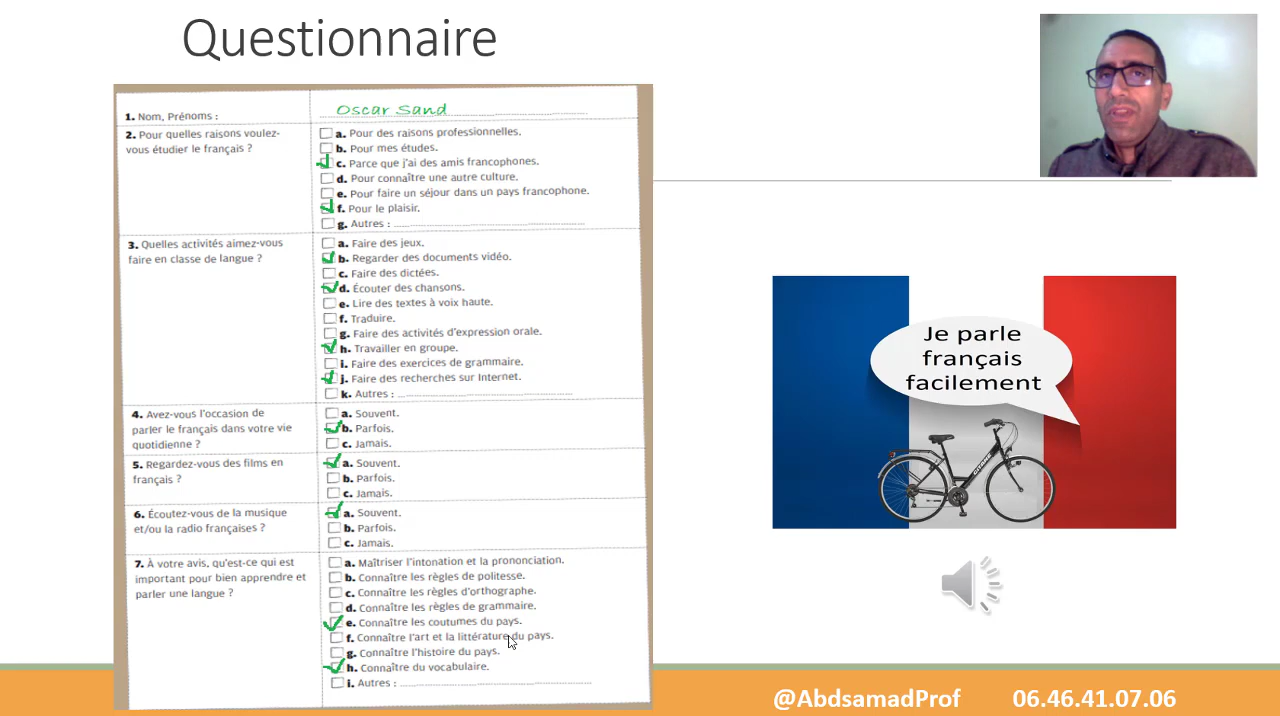 Questionnaire
1. Nom, Prénoms :
Oscar Sand
2. Pour quelles raisons voulez-
vous étudier le français ?
a. Pour des raisons professionnelles.
b. Pour mes études.
c. Parce que j'ai des amis francophones.
d. Pour connaître une autre culture.
e. Pour faire un séjour dans un pays francophone.
f. Pour le plaisir.
g. Autres :
3. Quelles activités aimez-vous
faire en classe de langue ?
a. Faire des jeux.
b. Regarder des documents vidéo.
c. Faire des dictées.
d. Écouter des chansons.
e. Lire des textes à voix haute.
f. Traduire.
g. Faire des activités d'expression orale.
h. Travailler en groupe.
i. Faire des exercices de grammaire.
j. Faire des recherches sur Internet.
k. Autres :
4. Avez-vous l'occasion de
parler le français dans votre vie
quotidienne ?
a. Souvent.
b. Parfois.
c. Jamais.
5. Regardez-vous des films en
français ?
a. Souvent.
b. Parfois.
c. Jamais.
6. Écoutez-vous de la musique
et/ou la radio françaises ?
a. Souvent.
b. Parfois.
c. Jamais.
7. À votre avis, qu'est-ce qui est
important pour bien apprendre et
parler une langue ?
a. Maîtriser l'intonation et la prononciation.
b. Connaître les règles de politesse.
c. Connaître les règles d'orthographe.
d. Connaître les règles de grammaire.
e. Connaître les coutumes du pays.
f. Connaître l'art et la littérature du pays.
g. Connaître l'histoire du pays.
h. Connaître du vocabulaire.
i. Autres :
Je parle
français
facilement
@AbdsamadProf 06.46.41.07.06